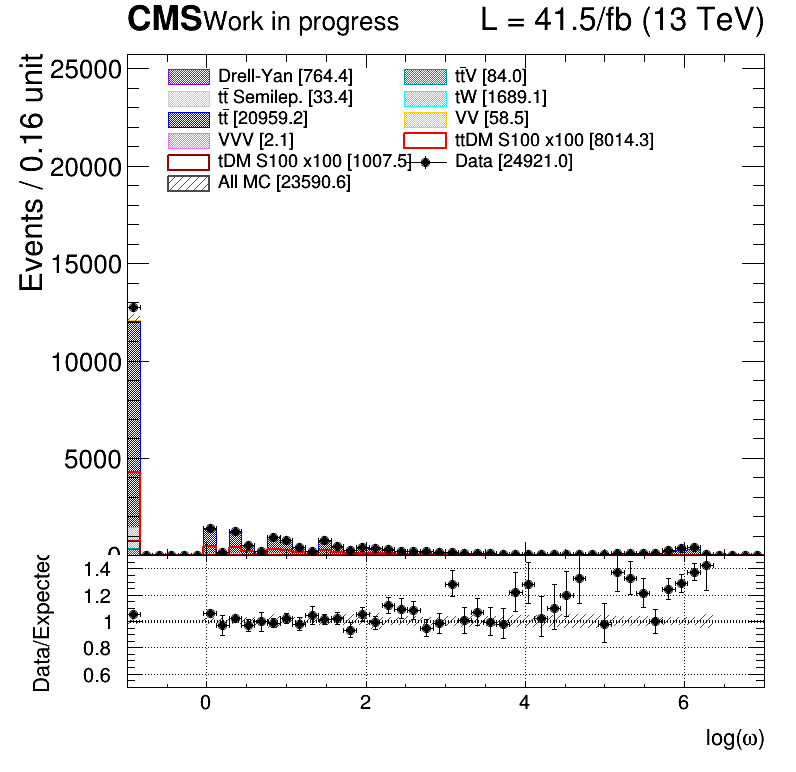 CMS Work in progress L = 41.5/fb (13 TeV)
Events / 0.16 unit
25000
20000
15000
10000
5000
0
Drell-Yan [764.4] tt̄V [84.0]
tt̄ Semilep. [33.4] tW [1689.1]
tt̄ [20959.2] VV [58.5]
VVV [2.1] ttDM S100 x100 [8014.3]
tDM S100 x100 [1007.5] Data [24921.0]
All MC [23590.6]
Data/Expected
1.4
1.2
1
0.8
0.6
0 2 4 6
log(ω)